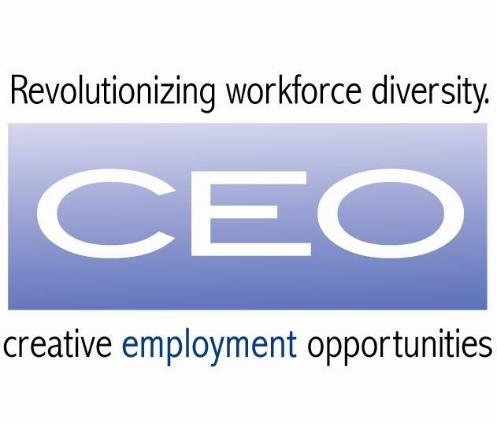 Revolutionizing workforce diversity.
CEO
creative employment opportunities